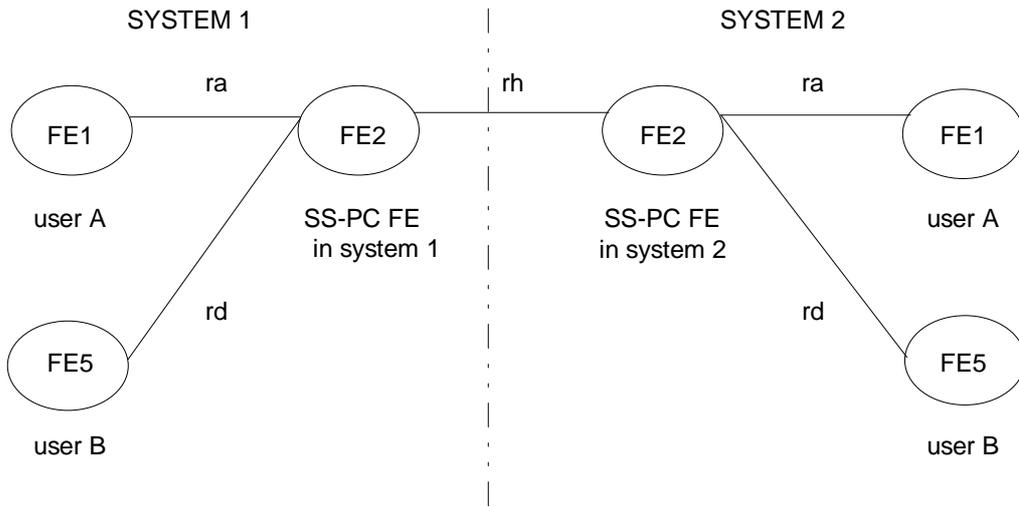 SYSTEM 1
SYSTEM 2
ra
rh
ra
FE1
FE2
FE2
FE1
user A
SS-PC FE
in system 1
SS-PC FE
in system 2
user A
rd
rd
FE5
FE5
user B
user B